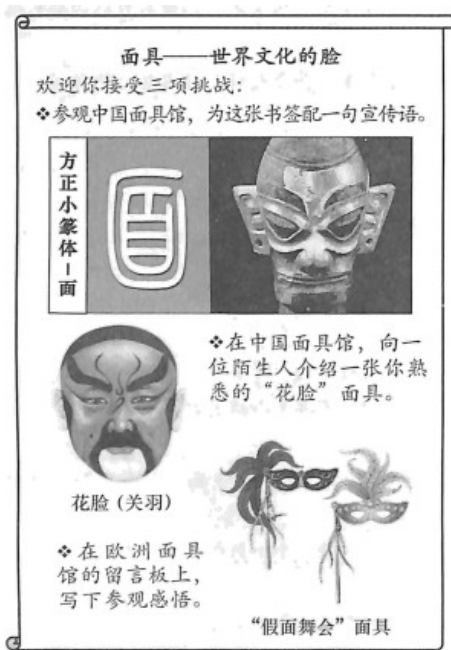 面具——世界文化的脸
欢迎你接受三项挑战：
❖参观中国面具馆，为这张书签配一句宣传语。
方正小篆体-面
面
❖在中国面具馆，向一
位陌生人介绍一张你熟
悉的“花脸”面具。
花脸（关羽）
❖在欧洲面具
馆的留言板上，
写下参观感悟。
“假面舞会”面具